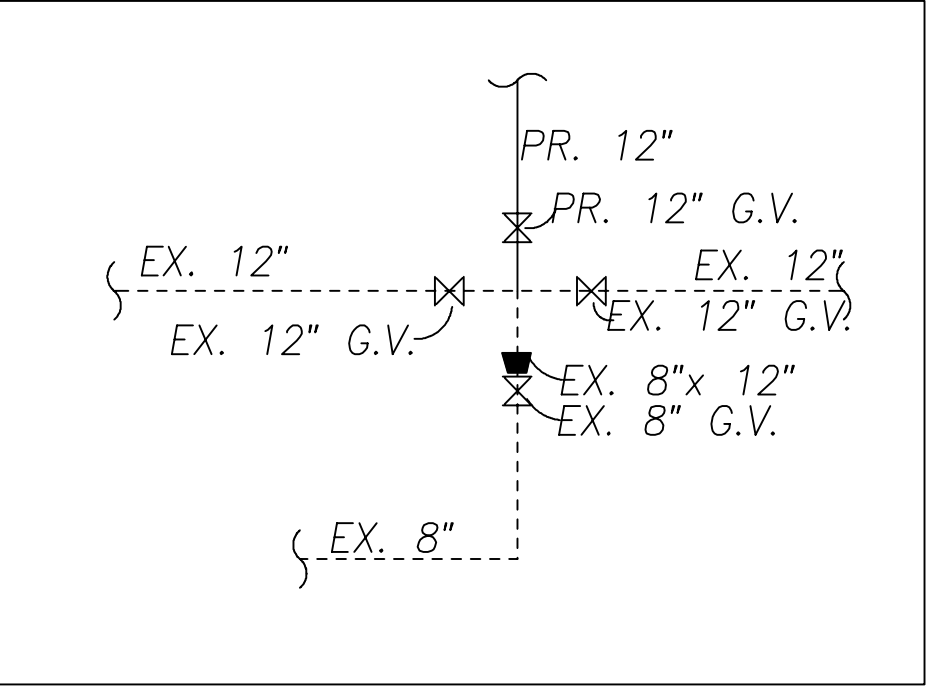 PR. 12"
PR. 12" G.V.
EX. 12"
EX. 12"
EX. 12" G.V.
EX. 12" G.V.
EX. 8"x 12"
EX. 8" G.V.
EX. 8"